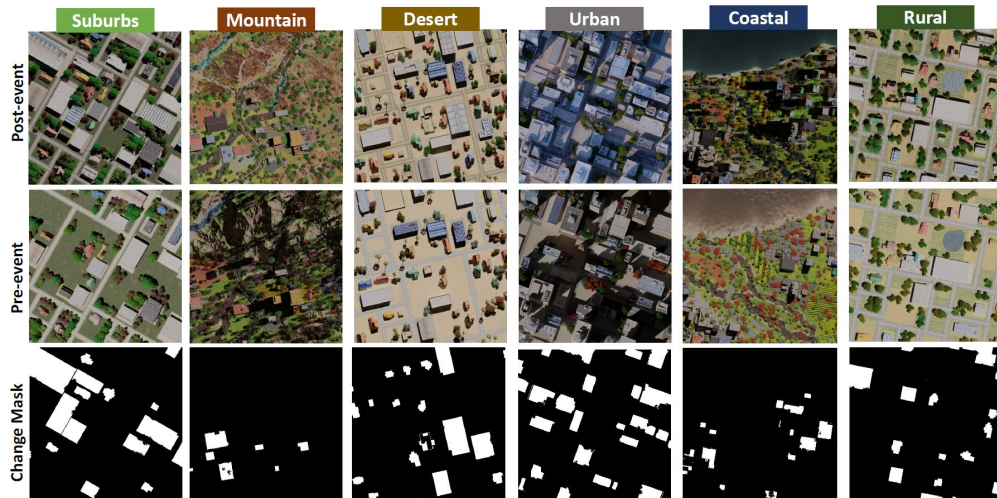 Suburbs
Mountain
Desert
Urban
Coastal
Rural
Post-event
Pre-event
Change Mask